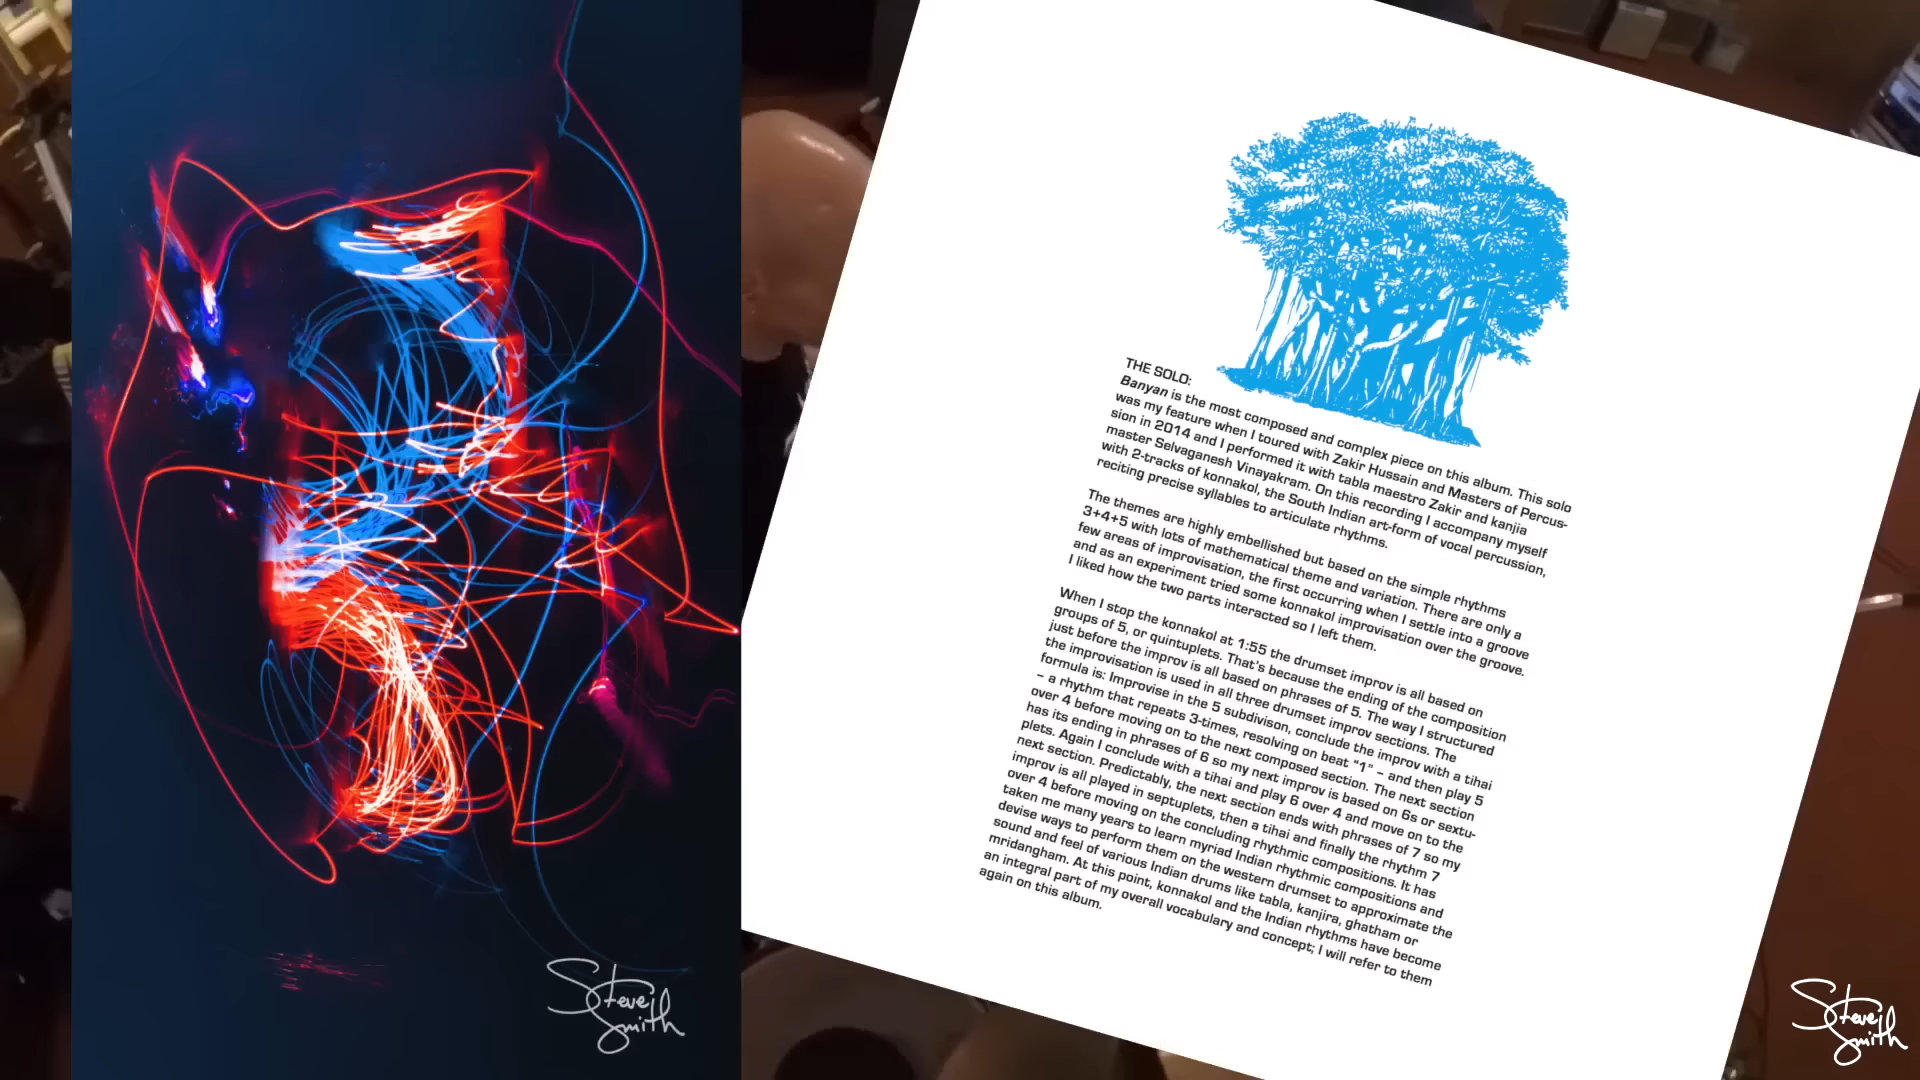 THE SOLO:
Banyan is the most composed and complex piece on this album. This solo
was my feature when I toured with Zakir Hussain and Masters of Percus-
sion in 2014 and I performed it with tabla maestro Zakir and kanjia
master Selvaganesh Vinayakram. On this recording I accompany myself
with 2-tracks of konnakol, the South Indian art-form of vocal percussion,
reciting precise syllables to articulate rhythms.
The themes are highly embellished but based on the simple rhythms
3+4+5 with lots of mathematical theme and variation. There are only a
few areas of improvisation, the first occurring when I settle into a groove
and as an experiment tried some konnakol improvisation over the groove.
I liked how the two parts interacted so I left them.
When I stop the konnakol at 1:55 the drumset improv is all based on
groups of 5, or quintuplets. That's because the ending of the composition
just before the improv is all based on phrases of 5. The way I structured
the improvisation is used in all three drumset improv sections. The
formula is: Improvise in the 5 subdivison, conclude the improv with a tihai
– a rhythm that repeats 3-times, resolving on beat "1" – and then play 5
over 4 before moving on to the next composed section. The next section
has its ending in phrases of 6 so my next improv is based on 6s or sextu-
plets. Again I conclude with a tihai and play 6 over 4 and move on to the
next section. Predictably, the next section ends with phrases of 7 so my
improv is all played in septuplets, then a tihai and finally the rhythm 7
over 4 before moving on the concluding rhythmic compositions. It has
taken me many years to learn myriad Indian rhythmic compositions and
devise ways to perform them on the western drumset to approximate the
sound and feel of various Indian drums like tabla, kanjira, ghatham or
mridangham. At this point, konnakol and the Indian rhythms have become
an integral part of my overall vocabulary and concept; I will refer to them
again on this album.
Steve
Smith
Steve
Smith